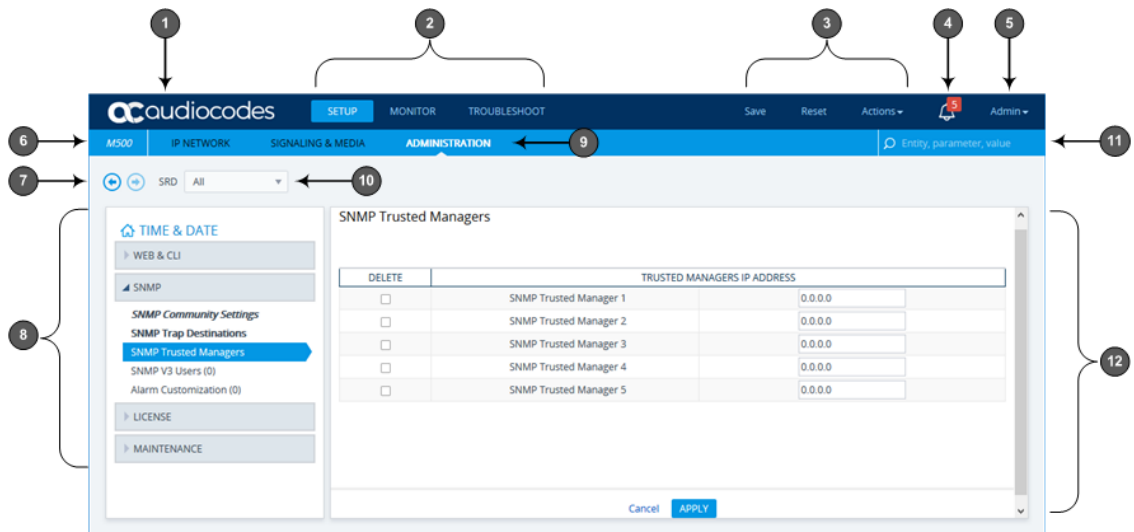 1
2
3
4
5
audiocodes SETUP MONITOR TROUBLESHOOT Save Reset Actions 5 Admin
6
M500 IP NETWORK SIGNALING & MEDIA ADMINISTRATION 9 Entity, parameter, value
11
7
SRD All
10
8
TIME & DATE
WEB & CLI
SNMP
SNMP Community Settings
SNMP Trap Destinations
SNMP Trusted Managers
SNMP V3 Users (0)
Alarm Customization (0)
LICENSE
MAINTENANCE
SNMP Trusted Managers
DELETE TRUSTED MANAGERS IP ADDRESS
SNMP Trusted Manager 1 0.0.0.0
SNMP Trusted Manager 2 0.0.0.0
SNMP Trusted Manager 3 0.0.0.0
SNMP Trusted Manager 4 0.0.0.0
SNMP Trusted Manager 5 0.0.0.0
Cancel APPLY
12